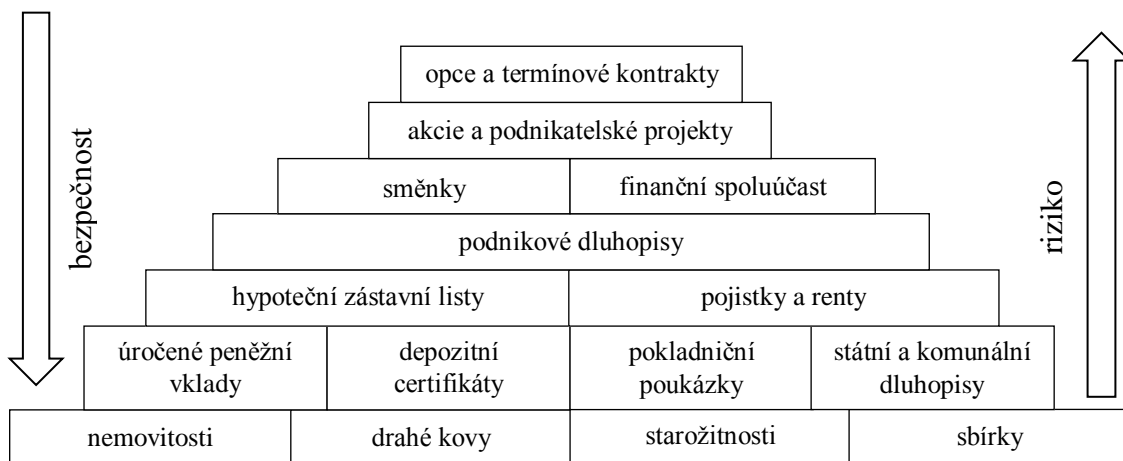 opce a termínové kontrakty
akcie a podnikatelské projekty
směnky
finanční spoluúčast
podnikové dluhopisy
hypoteční zástavní listy
pojistky a renty
úročené peněžní
vklady
depozitní
certifikáty
pokladniční
poukázky
státní a komunální
dluhopisy
nemovitosti
drahé kovy
starožitnosti
sbírky
bezpečnost
riziko